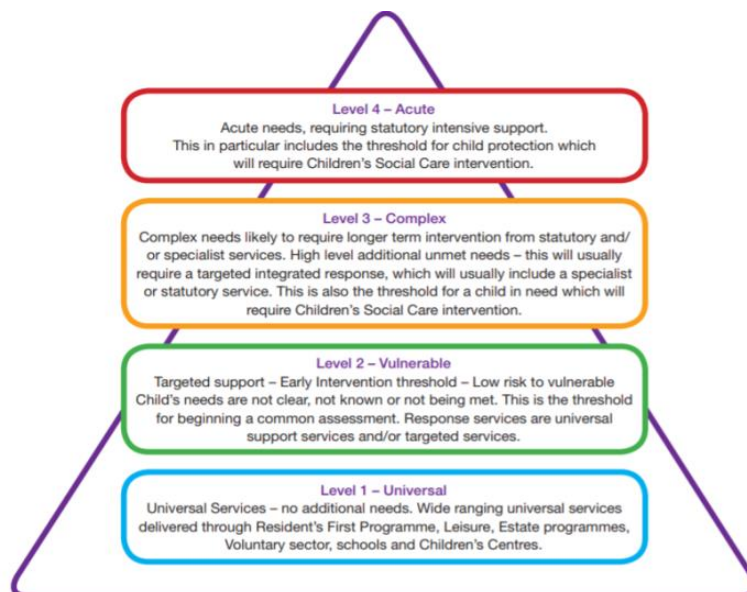 Level 4 – Acute
Acute needs, requiring statutory intensive support.
This in particular includes the threshold for child protection which
will require Children's Social Care intervention.
Level 3 – Complex
Complex needs likely to require longer term intervention from statutory and/
or specialist services. High level additional unmet needs – this will usually
require a targeted integrated response, which will usually include a specialist
or statutory service. This is also the threshold for a child in need which will
require Children's Social Care intervention.
Level 2 – Vulnerable
Targeted support – Early Intervention threshold – Low risk to vulnerable
Child's needs are not clear, not known or not being met. This is the threshold
for beginning a common assessment. Response services are universal
support services and/or targeted services.
Level 1 – Universal
Universal Services – no additional needs. Wide ranging universal services
delivered through Resident's First Programme, Leisure, Estate programmes,
Voluntary sector, schools and Children's Centres.